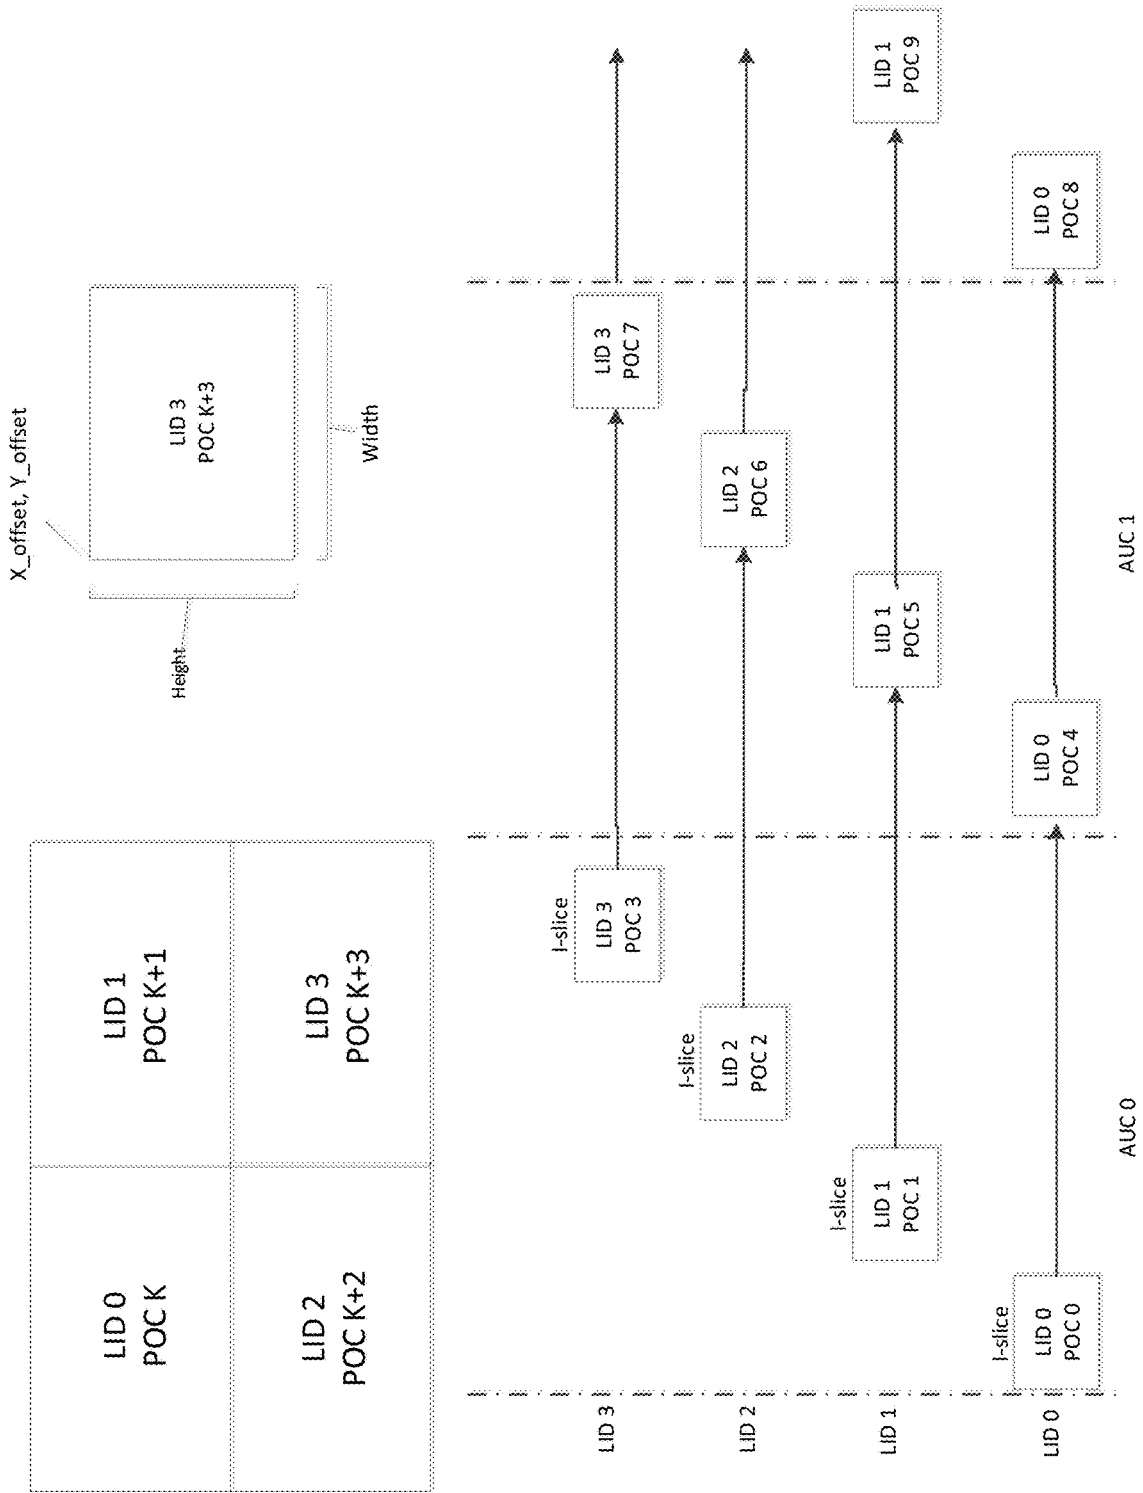 LID 0
POC K
LID 1
POC K+1
LID 2
POC K+2
LID 3
POC K+3
X_offset, Y_offset
Height
LID 3
POC K+3
Width
LID 3
I-slice
LID 3
POC 3
LID 3
POC 7
LID 2
I-slice
LID 2
POC 2
LID 2
POC 6
LID 1
I-slice
LID 1
POC 1
LID 1
POC 5
LID 1
POC 9
LID 0
I-slice
LID 0
POC 0
LID 0
POC 4
LID 0
POC 8
AUC 0
AUC 1